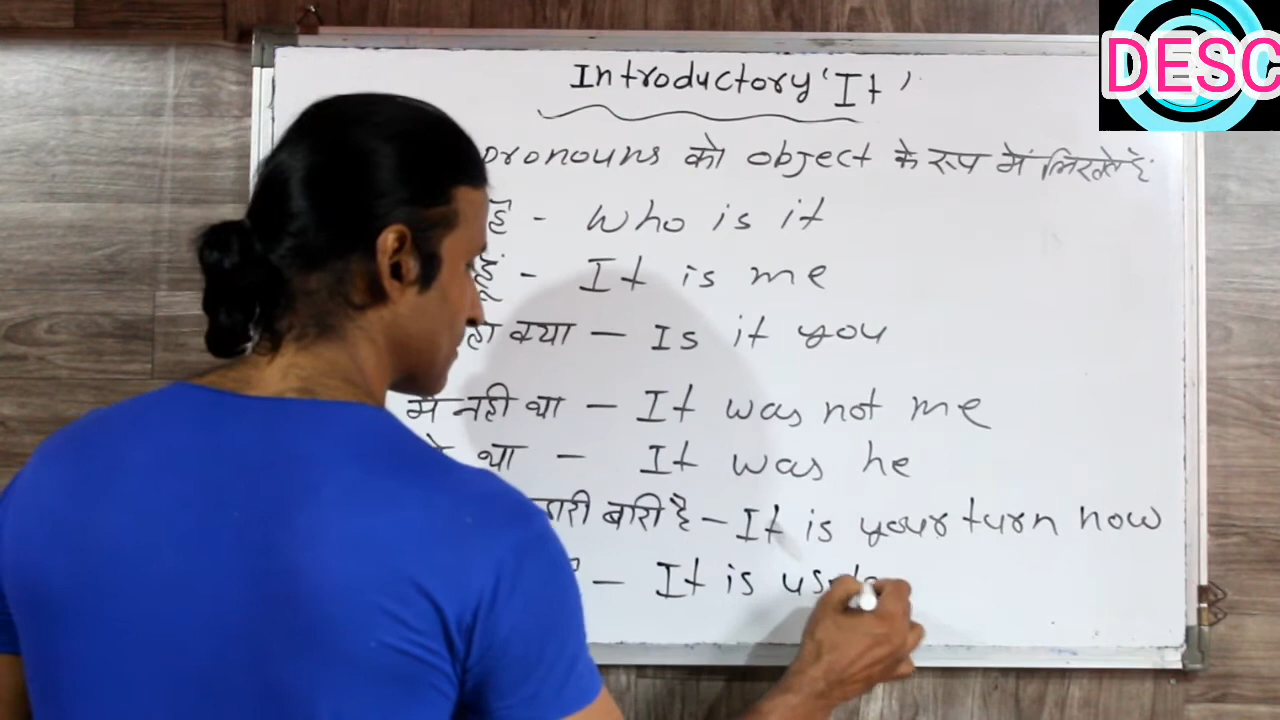 DESC
Introductory 'It'
pronouns को object के रूप में लिखते हैं
है - Who is it
हूं - It is me
क्या - Is it you
में नही था - It was not me
था - It was he
बारी है - It is your turn now
- It is